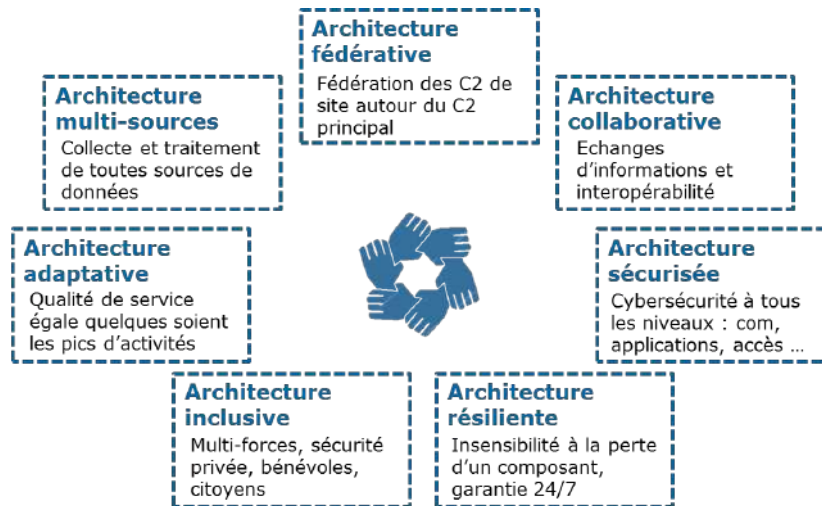 Architecture
fédérative
Fédération des C2 de
site autour du C2
principal
Architecture
multi-sources
Collecte et traitement
de toutes sources de
données
Architecture
collaborative
Echanges
d'informations et
interopérabilité
Architecture
adaptative
Qualité de service
égale quelques soient
les pics d'activités
Architecture
sécurisée
Cybersécurité à tous
les niveaux : com,
applications, accès ...
Architecture
inclusive
Multi-forces, sécurité
privée, bénévoles,
citoyens
Architecture
résiliente
Insensibilité à la perte
d'un composant,
garantie 24/7